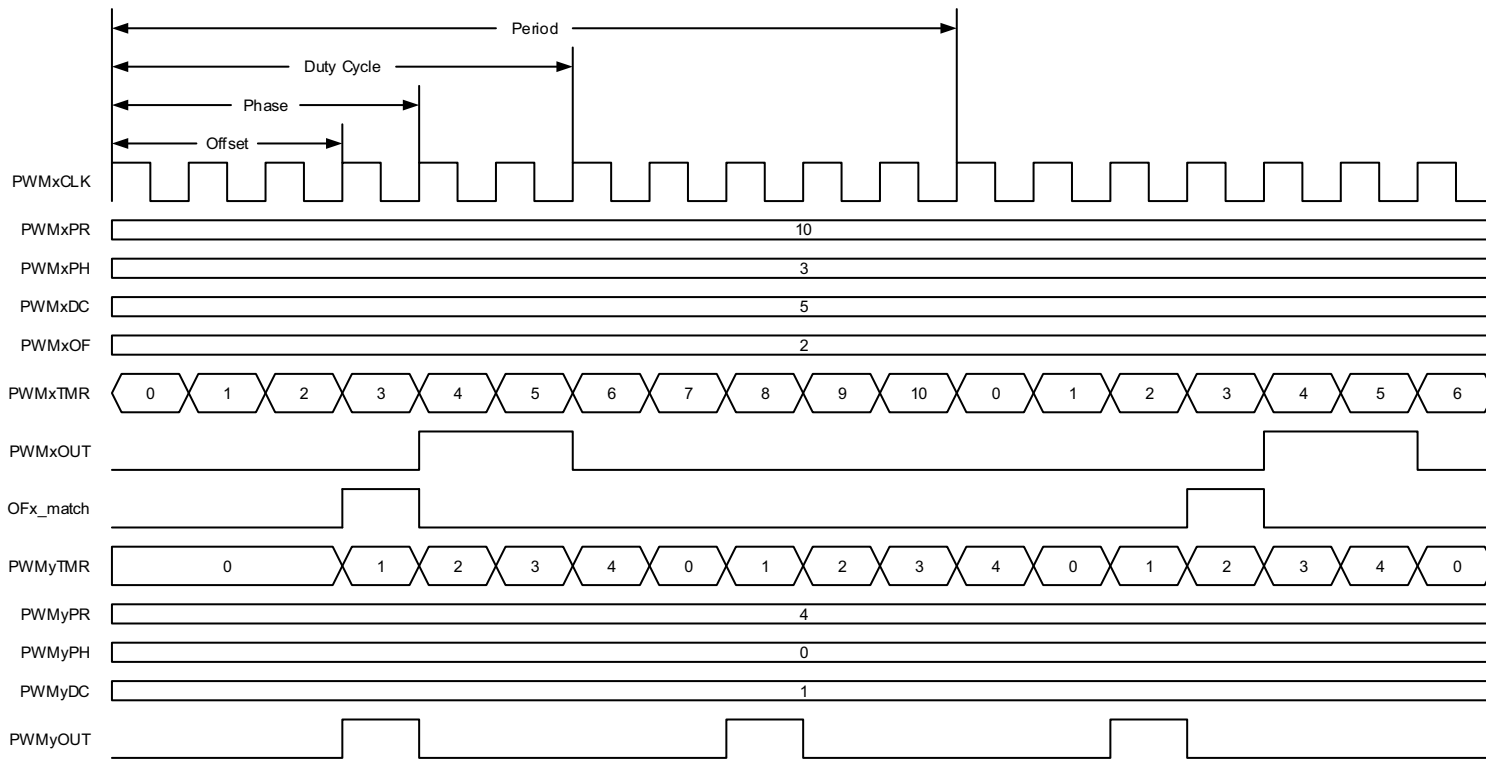 Period
Duty Cycle
Phase
Offset
PWMxCLK
PWMxPR 10
PWMxPH 3
PWMxDC 5
PWMxOF 2
PWMxTMR 0 1 2 3 4 5 6 7 8 9 10 0 1 2 3 4 5 6
PWMxOUT
OFx_match
PWMyTMR 0 1 2 3 4 0 1 2 3 4 0 1 2 3 4 0
PWMyPR 4
PWMyPH 0
PWMyDC 1
PWMyOUT